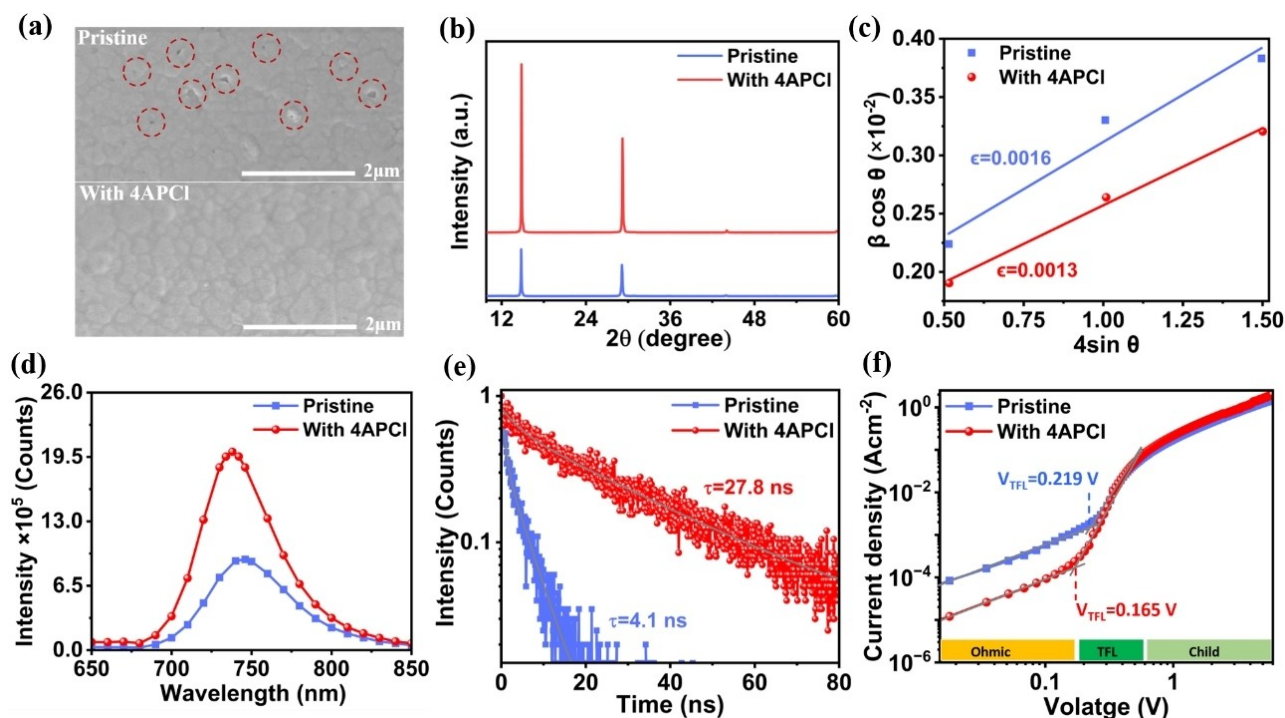 (a)
Pristine
2μm
With 4APCl
2μm
(b)
Pristine
With 4APCl
Intensity (a.u.)
12 24 36 48 60
2θ (degree)
(c)
Pristine
With 4APCl
0.40
0.35
0.30
0.25
0.20
β cos θ (×10⁻²)
ϵ=0.0016
ϵ=0.0013
0.50 0.75 1.00 1.25 1.50
4sin θ
(d)
Pristine
With 4APCl
26.0
19.5
13.0
6.5
0.0
Intensity ×10⁵ (Counts)
650 700 750 800 850
Wavelength (nm)
(e)
Pristine
With 4APCl
1
0.1
Intensity (Counts)
τ=27.8 ns
τ=4.1 ns
0 10 20 30 40 50 60 70 80
Time (ns)
(f)
Pristine
With 4APCl
10⁰
10⁻²
10⁻⁴
10⁻⁶
Current density (Acm⁻²)
V_TFL=0.219 V
V_TFL=0.165 V
Ohmic TFL Child
0.1 1
Volatge (V)